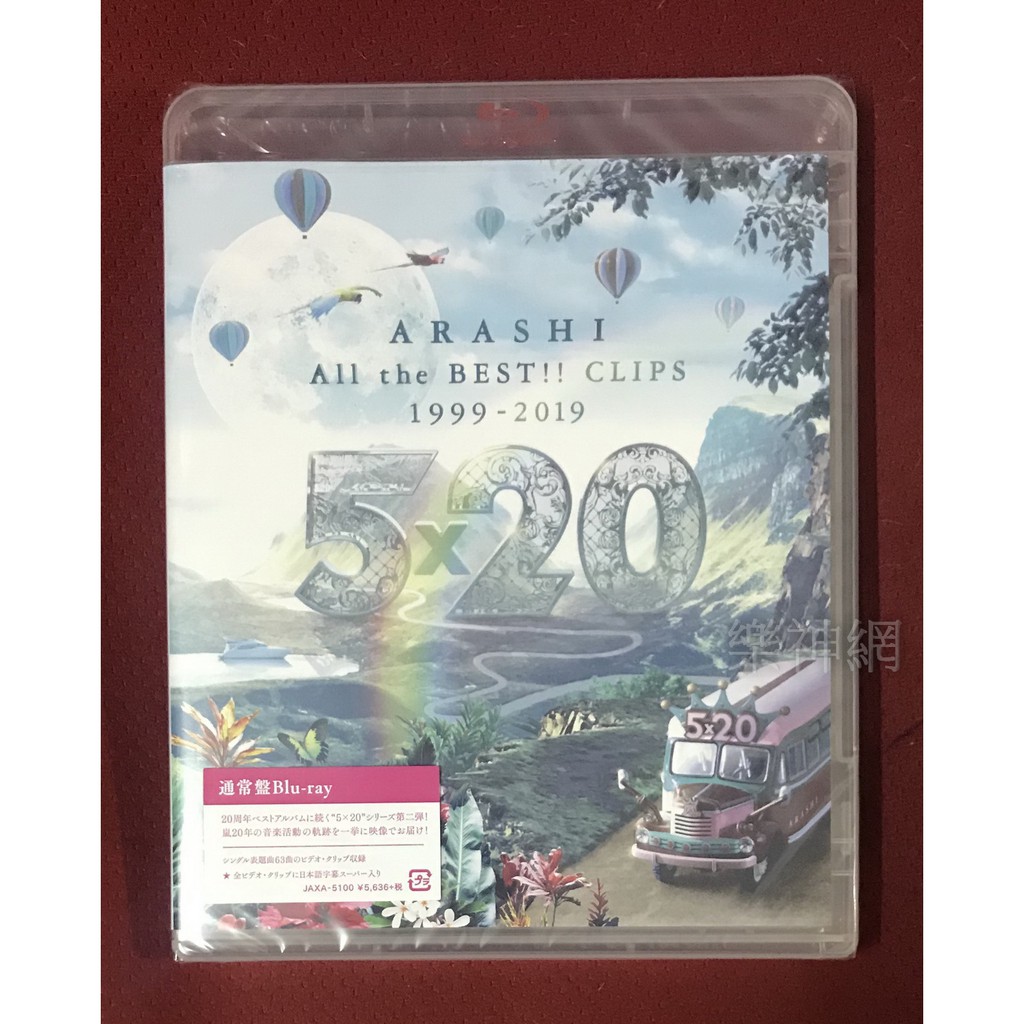 ARASHI
All the BEST!! CLIPS
1999-2019
5x20
樂神網
5x20
ARASHI
通常盤Blu-ray
20周年ベストアルバムに続く"5×20"シリーズ第二弾!
嵐20年の音楽活動の軌跡を一挙に映像でお届け!
シングル表題曲63曲のビデオ・クリップ収録
★ 全ビデオ・クリップに日本語字幕スーパー入り
JAXA-5100 ¥5,636+税
プラ